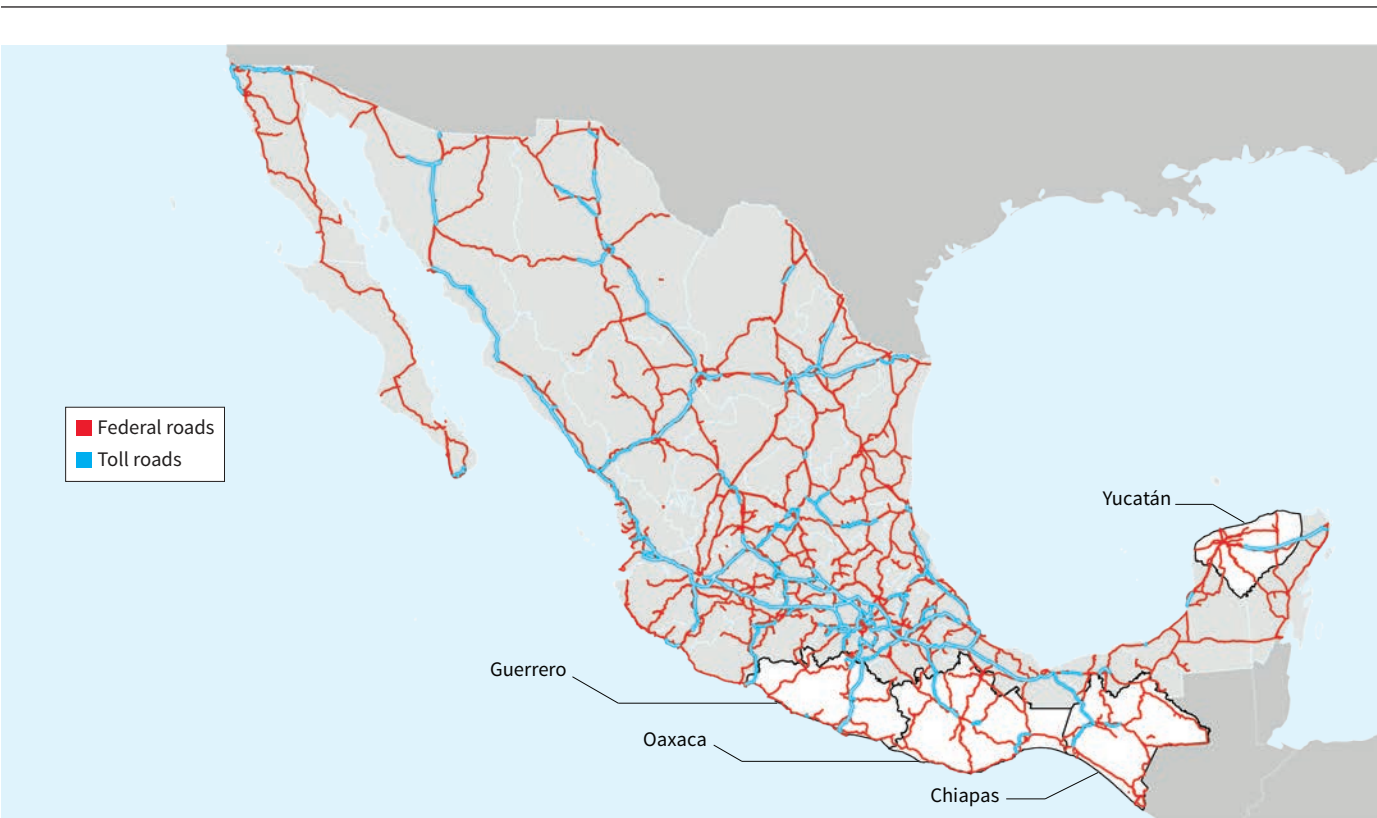 Federal roads
Toll roads
Yucatán
Guerrero
Oaxaca
Chiapas